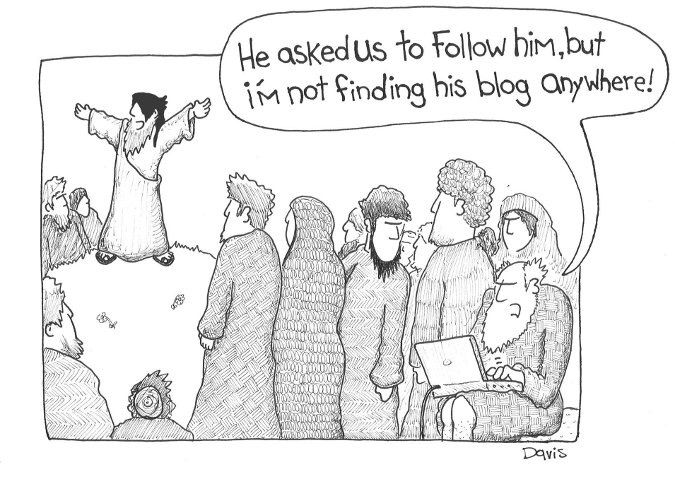 He asked us to Follow him, but
i'm not finding his blog anywhere!
Davis